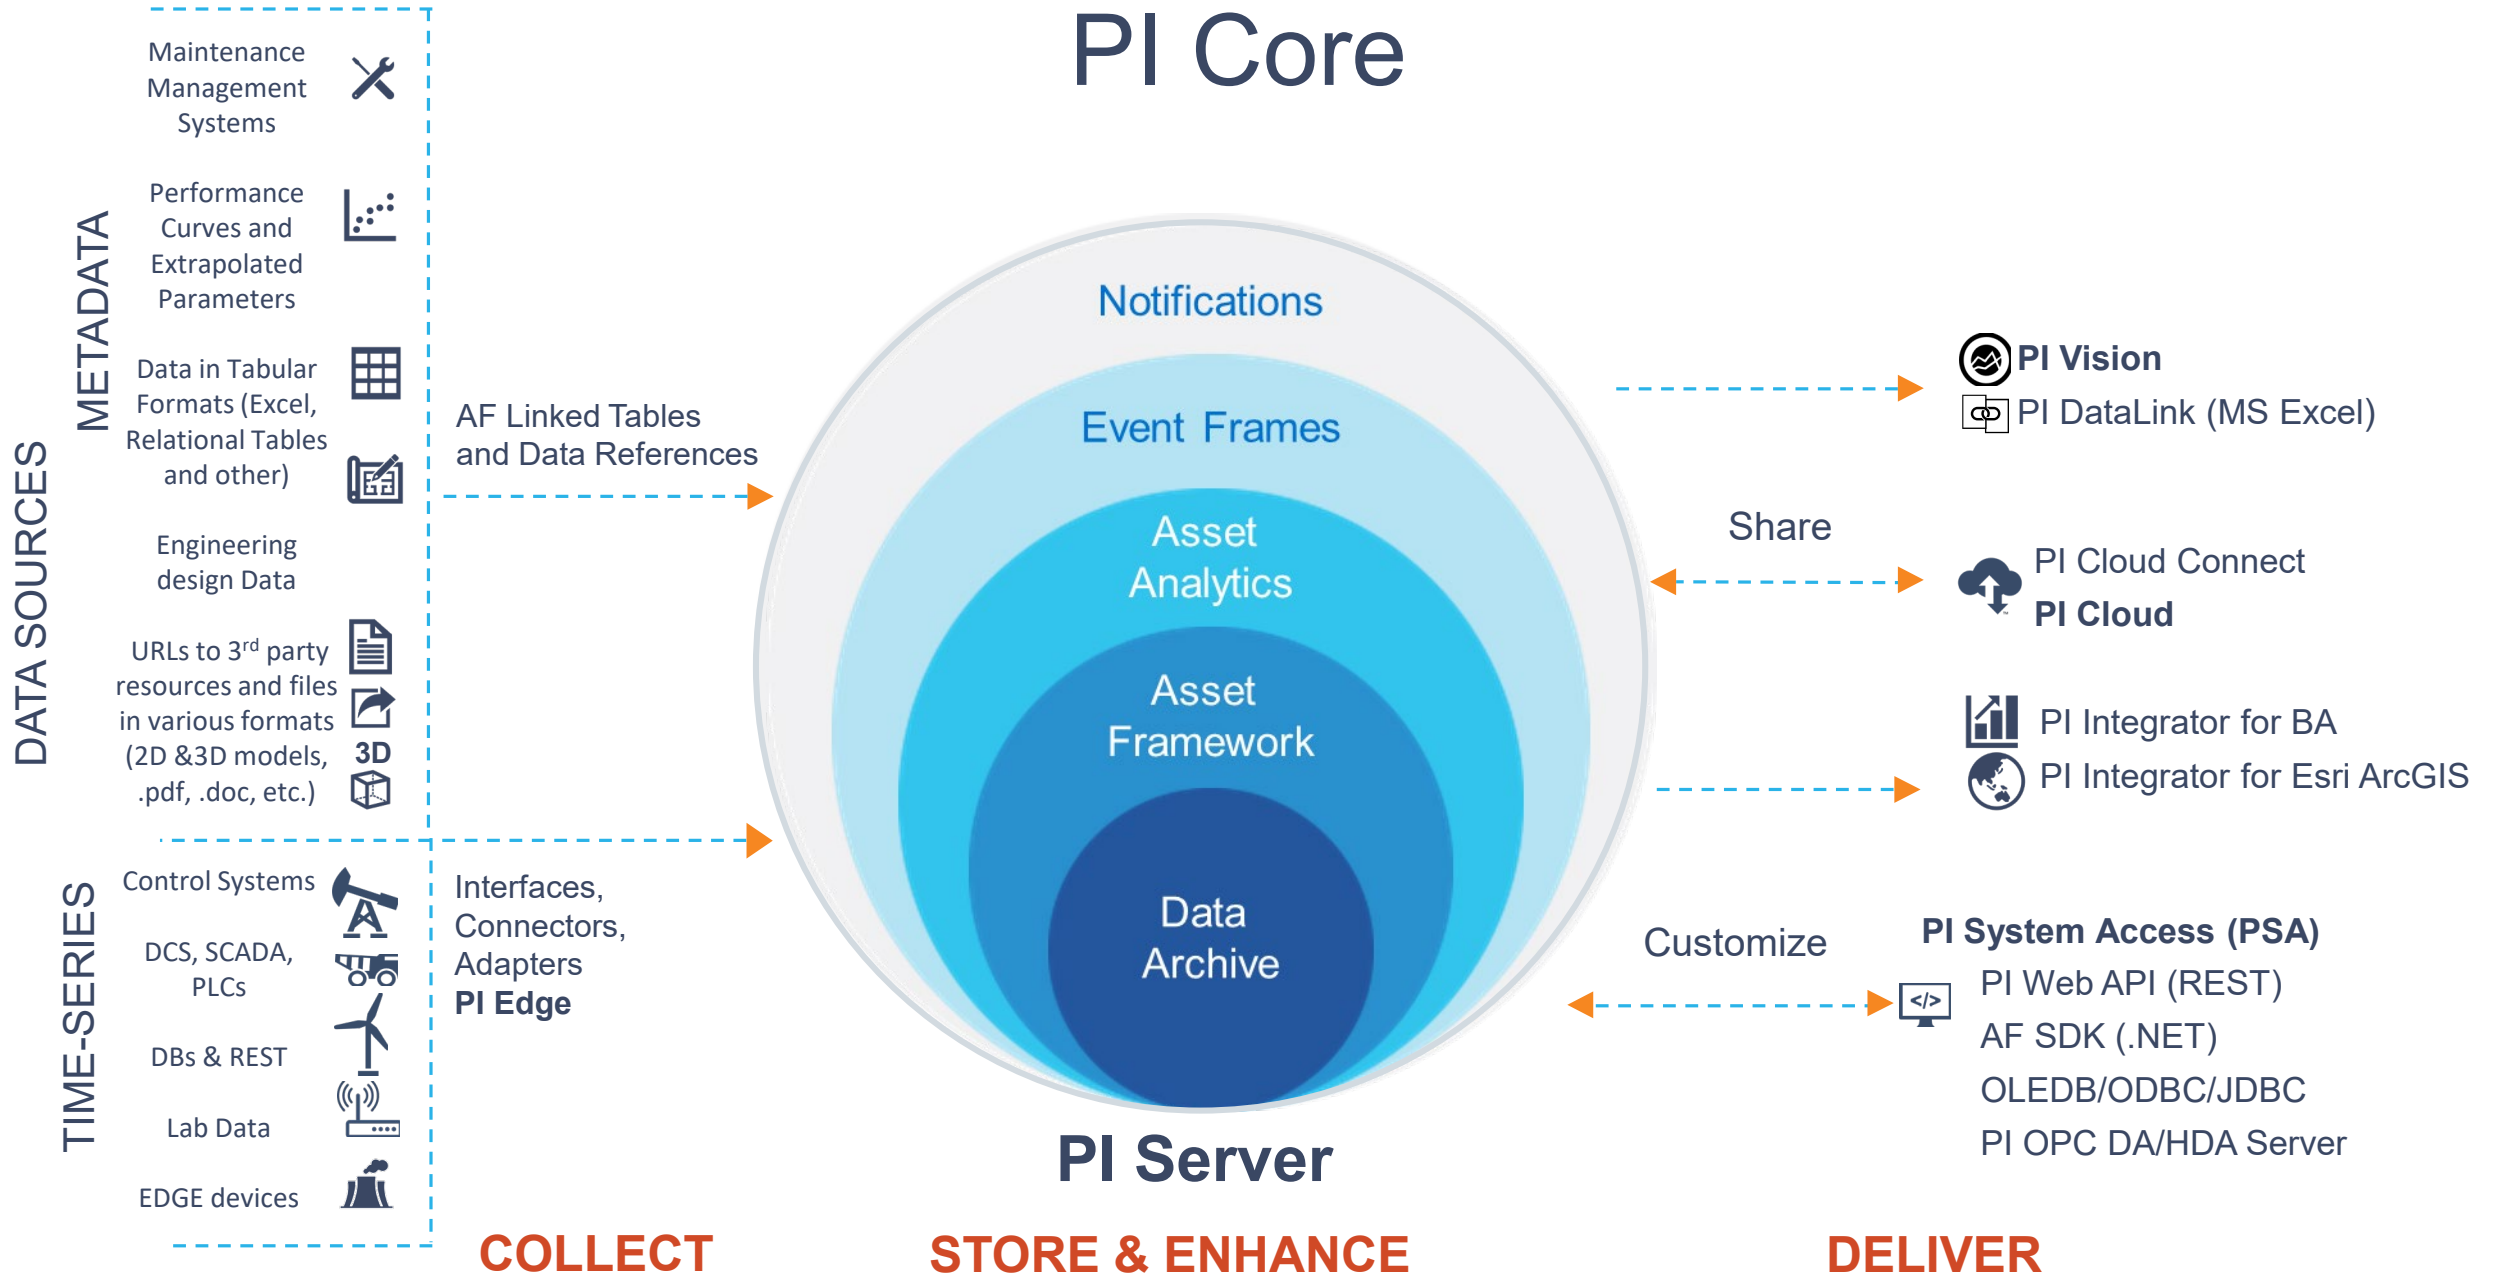 PI Core
DATA SOURCES
METADATA
Maintenance
Management
Systems
Performance
Curves and
Extrapolated
Parameters
Data in Tabular
Formats (Excel,
Relational Tables
and other)
Engineering
design Data
URLs to 3rd party
resources and files
in various formats
(2D &3D models,
.pdf, .doc, etc.)
3D
TIME-SERIES
Control Systems
DCS, SCADA,
PLCs
DBs & REST
Lab Data
EDGE devices
AF Linked Tables
and Data References
Interfaces,
Connectors,
Adapters
PI Edge
COLLECT
Notifications
Event Frames
Asset
Analytics
Asset
Framework
Data
Archive
PI Server
STORE & ENHANCE
PI Vision
PI DataLink (MS Excel)
Share
PI Cloud Connect
PI Cloud
PI Integrator for BA
PI Integrator for Esri ArcGIS
Customize
PI System Access (PSA)
</>
PI Web API (REST)
AF SDK (.NET)
OLEDB/ODBC/JDBC
PI OPC DA/HDA Server
DELIVER